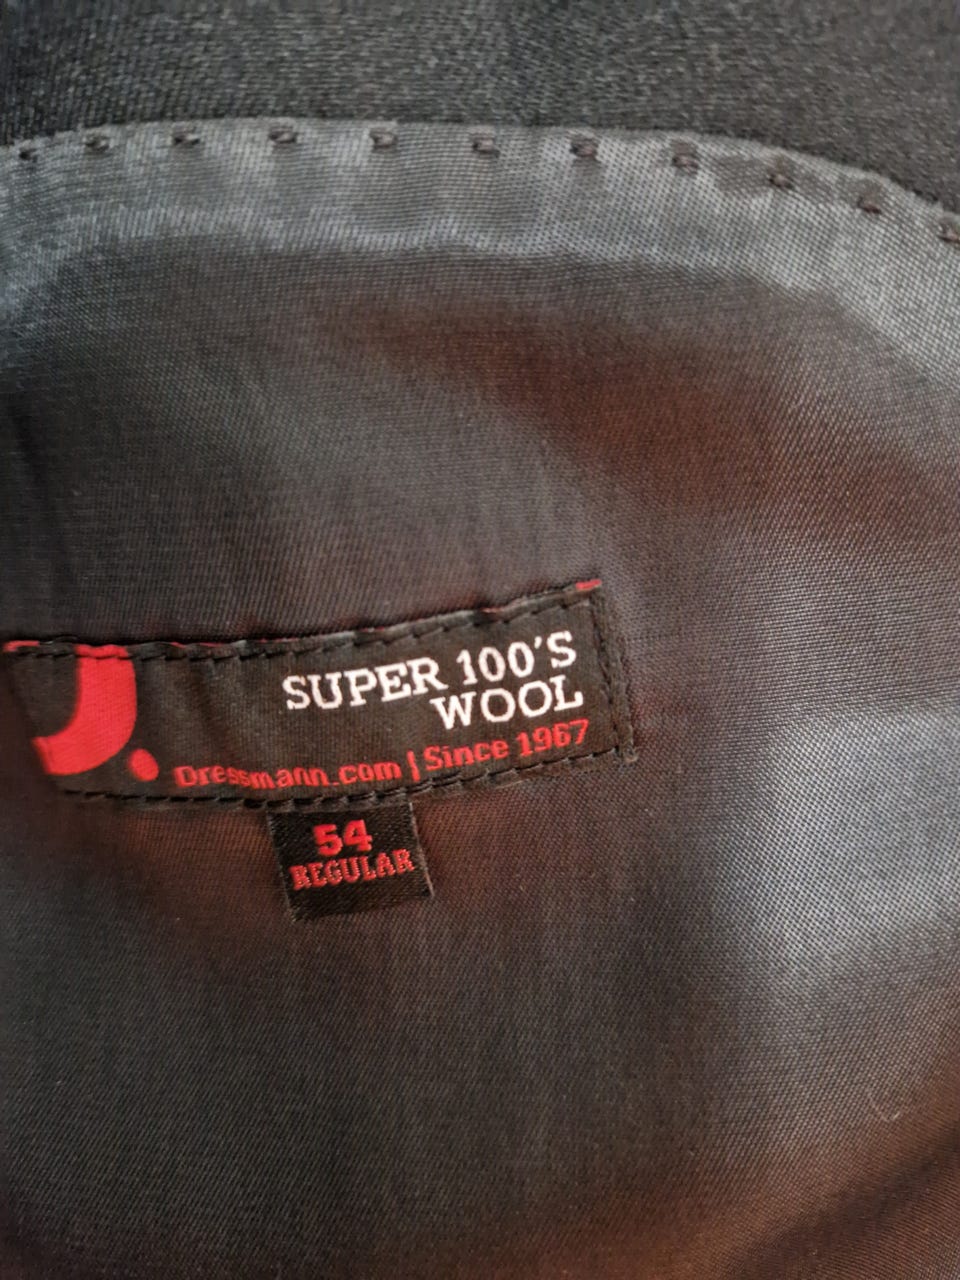 SUPER 100'S
WOOL
Dressmann.com | Since 1967
54
REGULAR